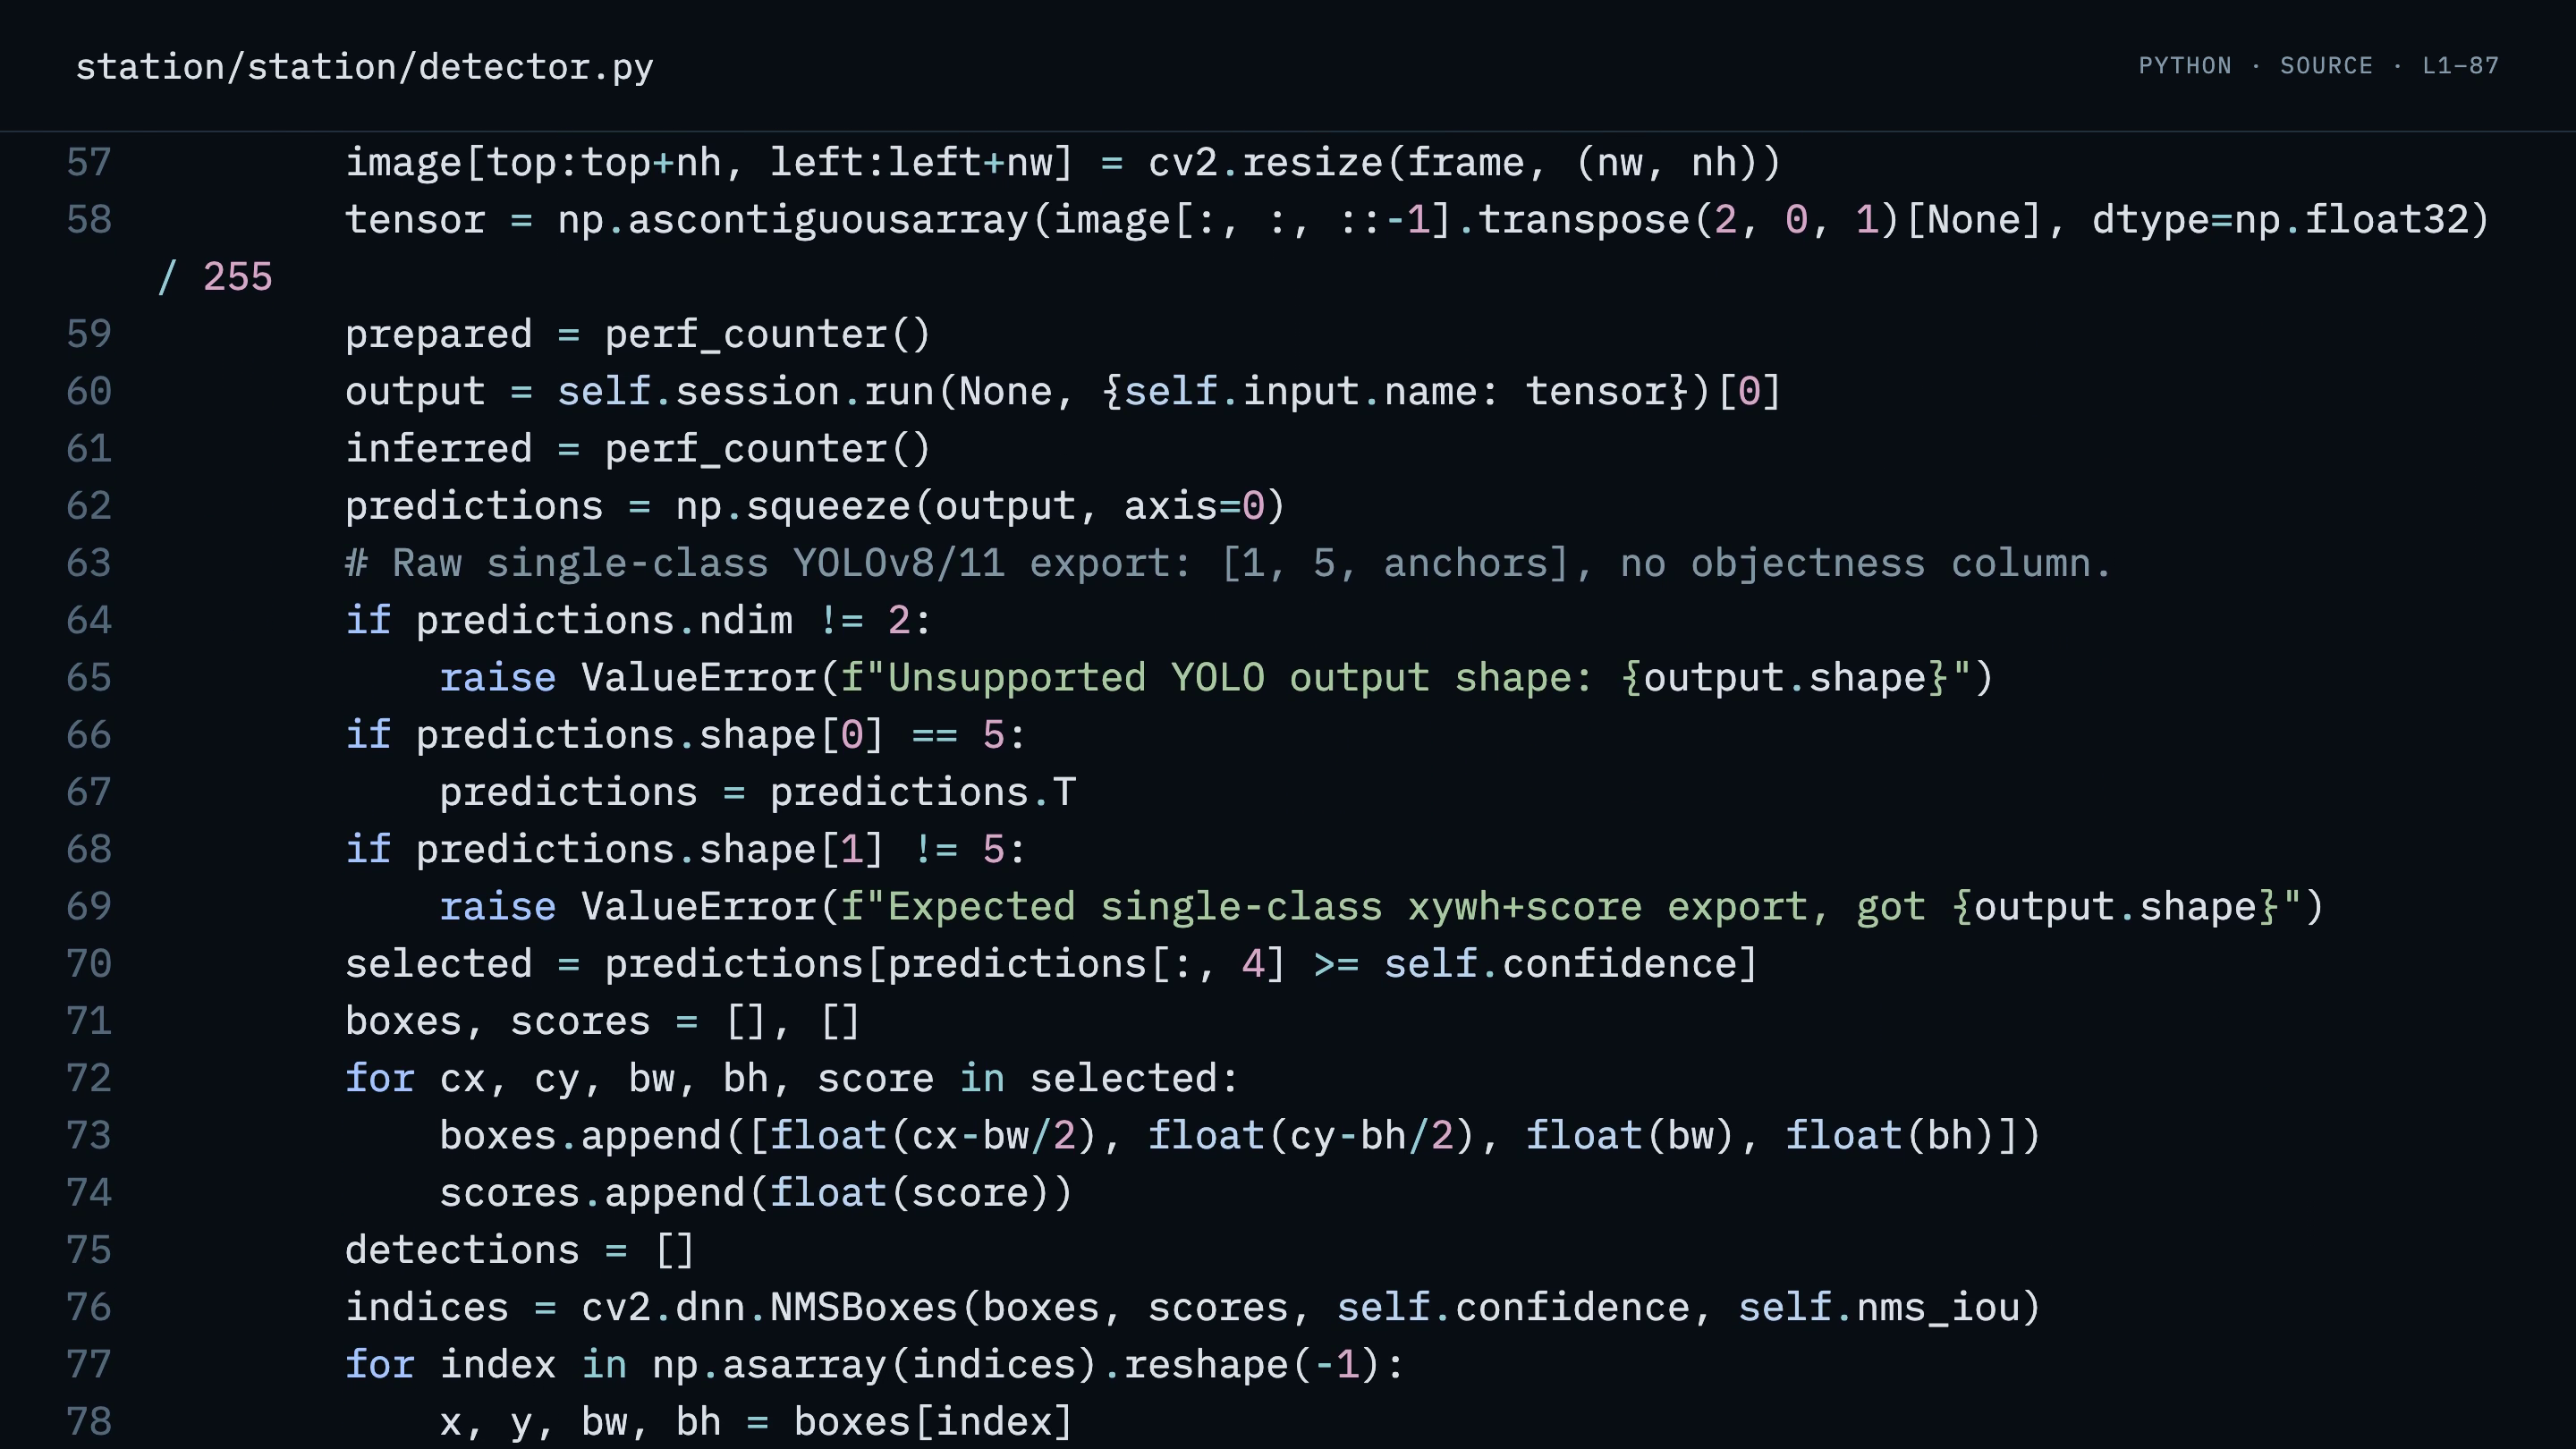 station/station/detector.py
PYTHON · SOURCE · L1–87
57 image[top:top+nh, left:left+nw] = cv2.resize(frame, (nw, nh))
58 tensor = np.ascontiguousarray(image[:, :, ::-1].transpose(2, 0, 1)[None], dtype=np.float32)
/ 255
59 prepared = perf_counter()
60 output = self.session.run(None, {self.input.name: tensor})[0]
61 inferred = perf_counter()
62 predictions = np.squeeze(output, axis=0)
63 # Raw single-class YOLOv8/11 export: [1, 5, anchors], no objectness column.
64 if predictions.ndim != 2:
65     raise ValueError(f"Unsupported YOLO output shape: {output.shape}")
66 if predictions.shape[0] == 5:
67     predictions = predictions.T
68 if predictions.shape[1] != 5:
69     raise ValueError(f"Expected single-class xywh+score export, got {output.shape}")
70 selected = predictions[predictions[:, 4] >= self.confidence]
71 boxes, scores = [], []
72 for cx, cy, bw, bh, score in selected:
73     boxes.append([float(cx-bw/2), float(cy-bh/2), float(bw), float(bh)])
74     scores.append(float(score))
75 detections = []
76 indices = cv2.dnn.NMSBoxes(boxes, scores, self.confidence, self.nms_iou)
77 for index in np.asarray(indices).reshape(-1):
78     x, y, bw, bh = boxes[index]